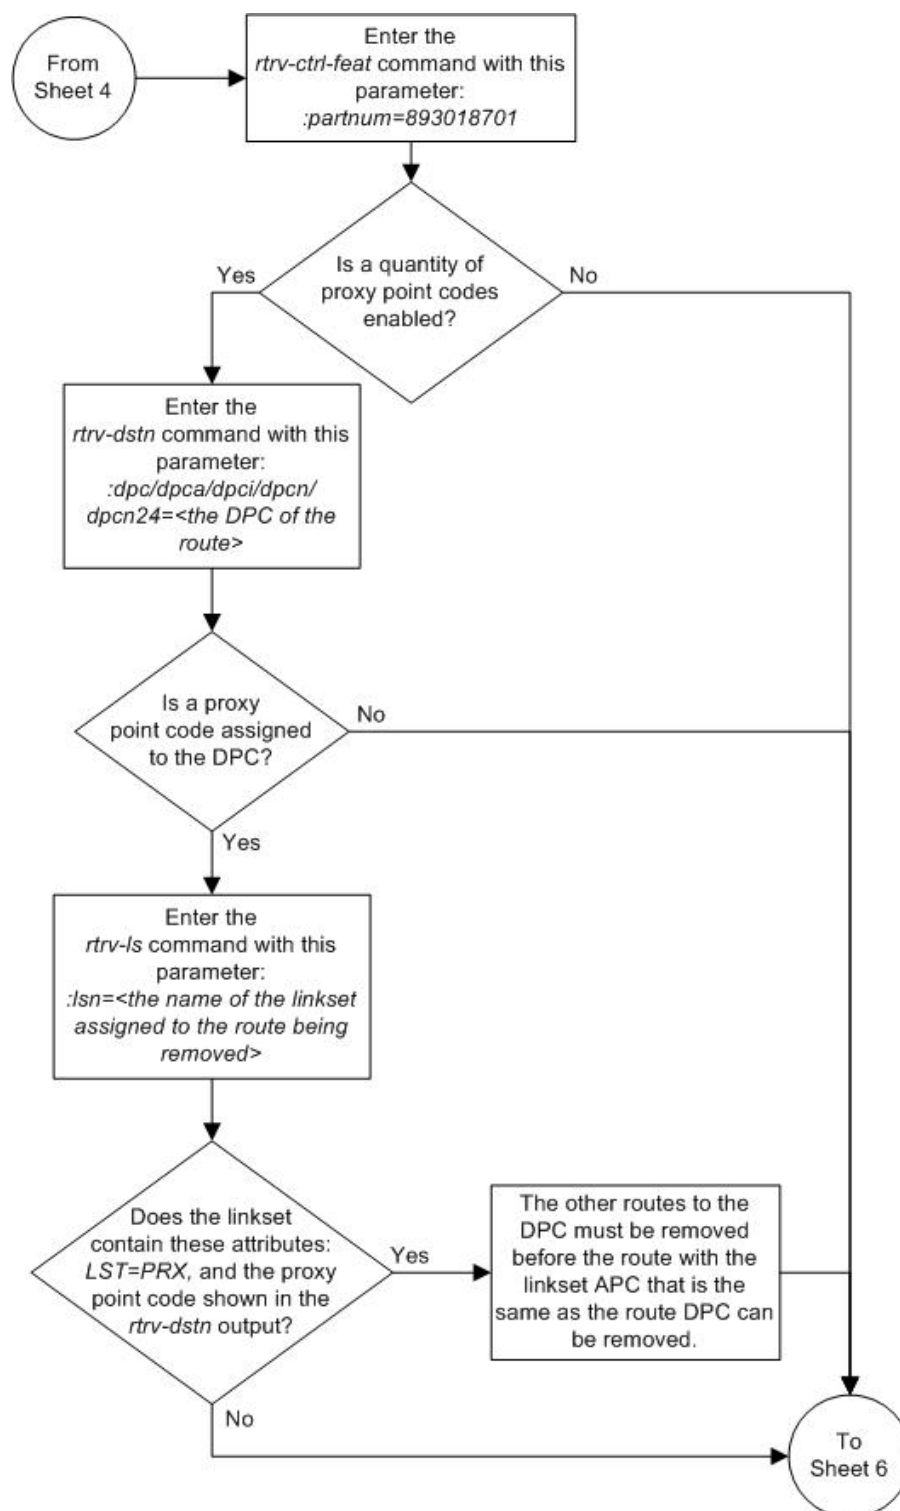 From
Sheet 4
Enter the
rtrv-ctrl-feat command with this
parameter:
:partnum=893018701
Is a quantity of
proxy point codes
enabled?
Yes
No
Enter the
rtrv-dstn command with this
parameter:
:dpc/dpca/dpci/dpcn/
dpcn24=<the DPC of the
route>
Is a proxy
point code assigned
to the DPC?
No
Yes
Enter the
rtrv-ls command with this
parameter:
:lsn=<the name of the linkset
assigned to the route being
removed>
Does the linkset
contain these attributes:
LST=PRX, and the proxy
point code shown in the
rtrv-dstn output?
Yes
No
The other routes to the
DPC must be removed
before the route with the
linkset APC that is the
same as the route DPC can
be removed.
To
Sheet 6